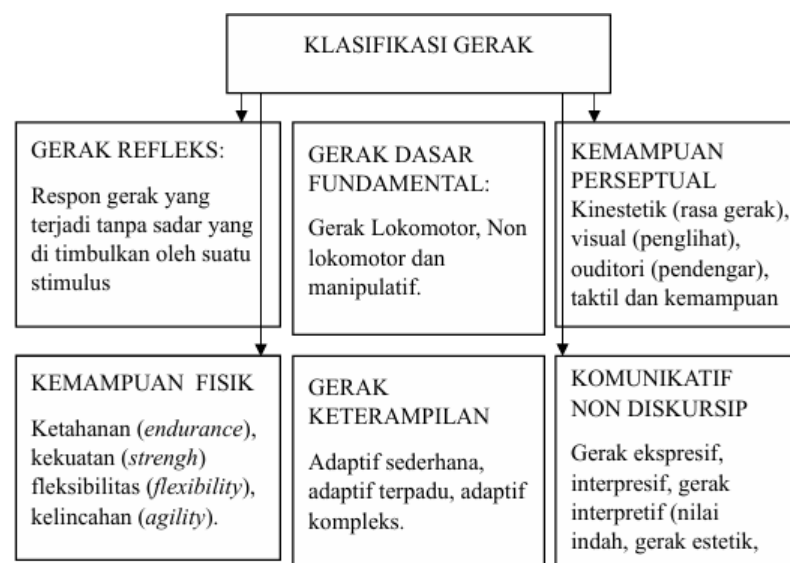 KLASIFIKASI GERAK
GERAK REFLEKS:
Respon gerak yang
terjadi tanpa sadar yang
di timbulkan oleh suatu
stimulus
GERAK DASAR
FUNDAMENTAL:
Gerak Lokomotor, Non
lokomotor dan
manipulatif.
KEMAMPUAN
PERSEPTUAL
Kinestetik (rasa gerak),
visual (penglihat),
ouditori (pendengar),
taktil dan kemampuan
KEMAMPUAN FISIK
Ketahanan (endurance),
kekuatan (strengh)
fleksibilitas (flexibility),
kelincahan (agility).
GERAK
KETERAMPILAN
Adaptif sederhana,
adaptif terpadu, adaptif
kompleks.
KOMUNIKATIF
NON DISKURSIP
Gerak ekspresif,
interpresif, gerak
interpretif (nilai
indah, gerak estetik,